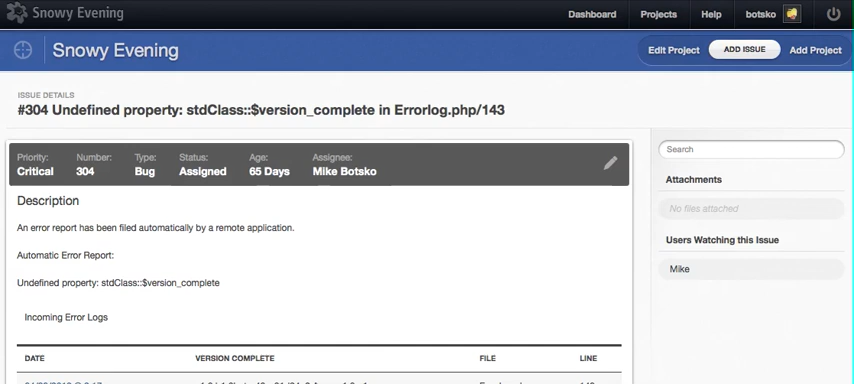 Snowy Evening
Dashboard Projects Help botsko
Snowy Evening
Edit Project ADD ISSUE Add Project
ISSUE DETAILS
#304 Undefined property: stdClass::$version_complete in Errorlog.php/143
Priority: Number: Type: Status: Age: Assignee:
Critical 304 Bug Assigned 65 Days Mike Botsko
Description
An error report has been filed automatically by a remote application.
Automatic Error Report:
Undefined property: stdClass::$version_complete
Incoming Error Logs
DATE VERSION COMPLETE FILE LINE
Search
Attachments
No files attached
Users Watching this Issue
Mike